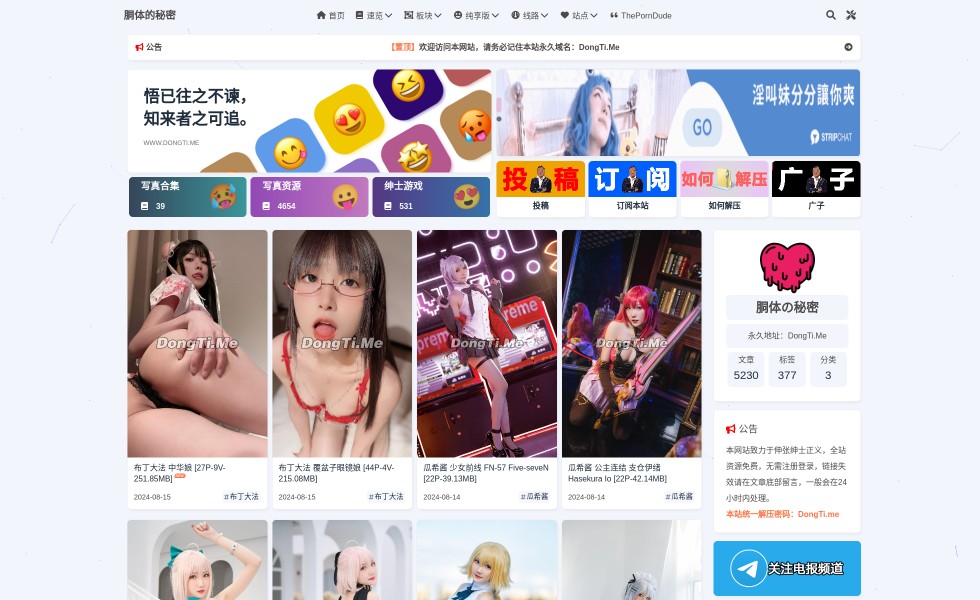 胴体的秘密
首页
速览
板块
纯享版
线路
站点
ThePornDude
公告
【置顶】欢迎访问本网站，请务必记住本站永久域名：DongTi.Me
悟已往之不谏，
知来者之可追。
WWW.DONGTI.ME
淫叫妹分分讓你爽
GO
STRIPCHAT
写真合集
39
写真资源
4654
绅士游戏
531
投稿
投稿
订阅
订阅本站
如何解压
如何解压
广子
广子
DongTi.Me
DongTi.Me
DongTi.Me
DongTi.Me
布丁大法 中华娘 [27P-9V-
251.85MB]
2024-08-15
#布丁大法
布丁大法 覆盆子眼镜娘 [44P-4V-
215.08MB]
2024-08-15
#布丁大法
瓜希酱 少女前线 FN-57 Five-seveN
[22P-39.13MB]
2024-08-14
#瓜希酱
瓜希酱 公主连结 支仓伊绪
Hasekura Io [22P-42.14MB]
2024-08-14
#瓜希酱
胴体の秘密
永久地址：DongTi.Me
文章
标签
分类
5230
377
3
公告
本网站致力于伸张绅士正义，全站
资源免费，无需注册登录，链接失
效请在文章底部留言，一般会在24
小时内处理。
本站统一解压密码：DongTi.me
关注电报频道